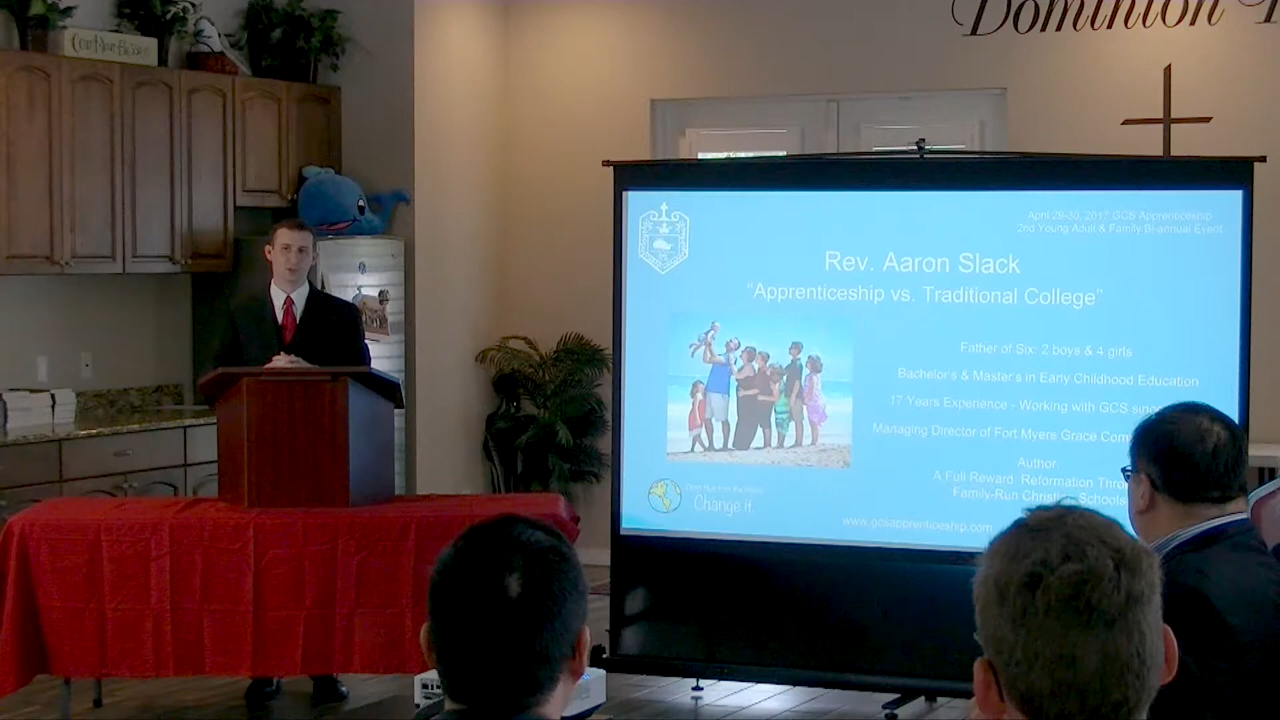 Dominion
April 29-30, 2017 GCS Apprenticeship
2nd Young Adult & Family Bi-annual Event
Rev. Aaron Slack
“Apprenticeship vs. Traditional College”
Father of Six: 2 boys & 4 girls
Bachelor's & Master's in Early Childhood Education
17 Years Experience - Working with GCS
Managing Director of Fort Myers Grace
Author:
A Full Reward: Reformation
Family-Run Christian Schools
Change it.
www.gcsapprenticeship.com